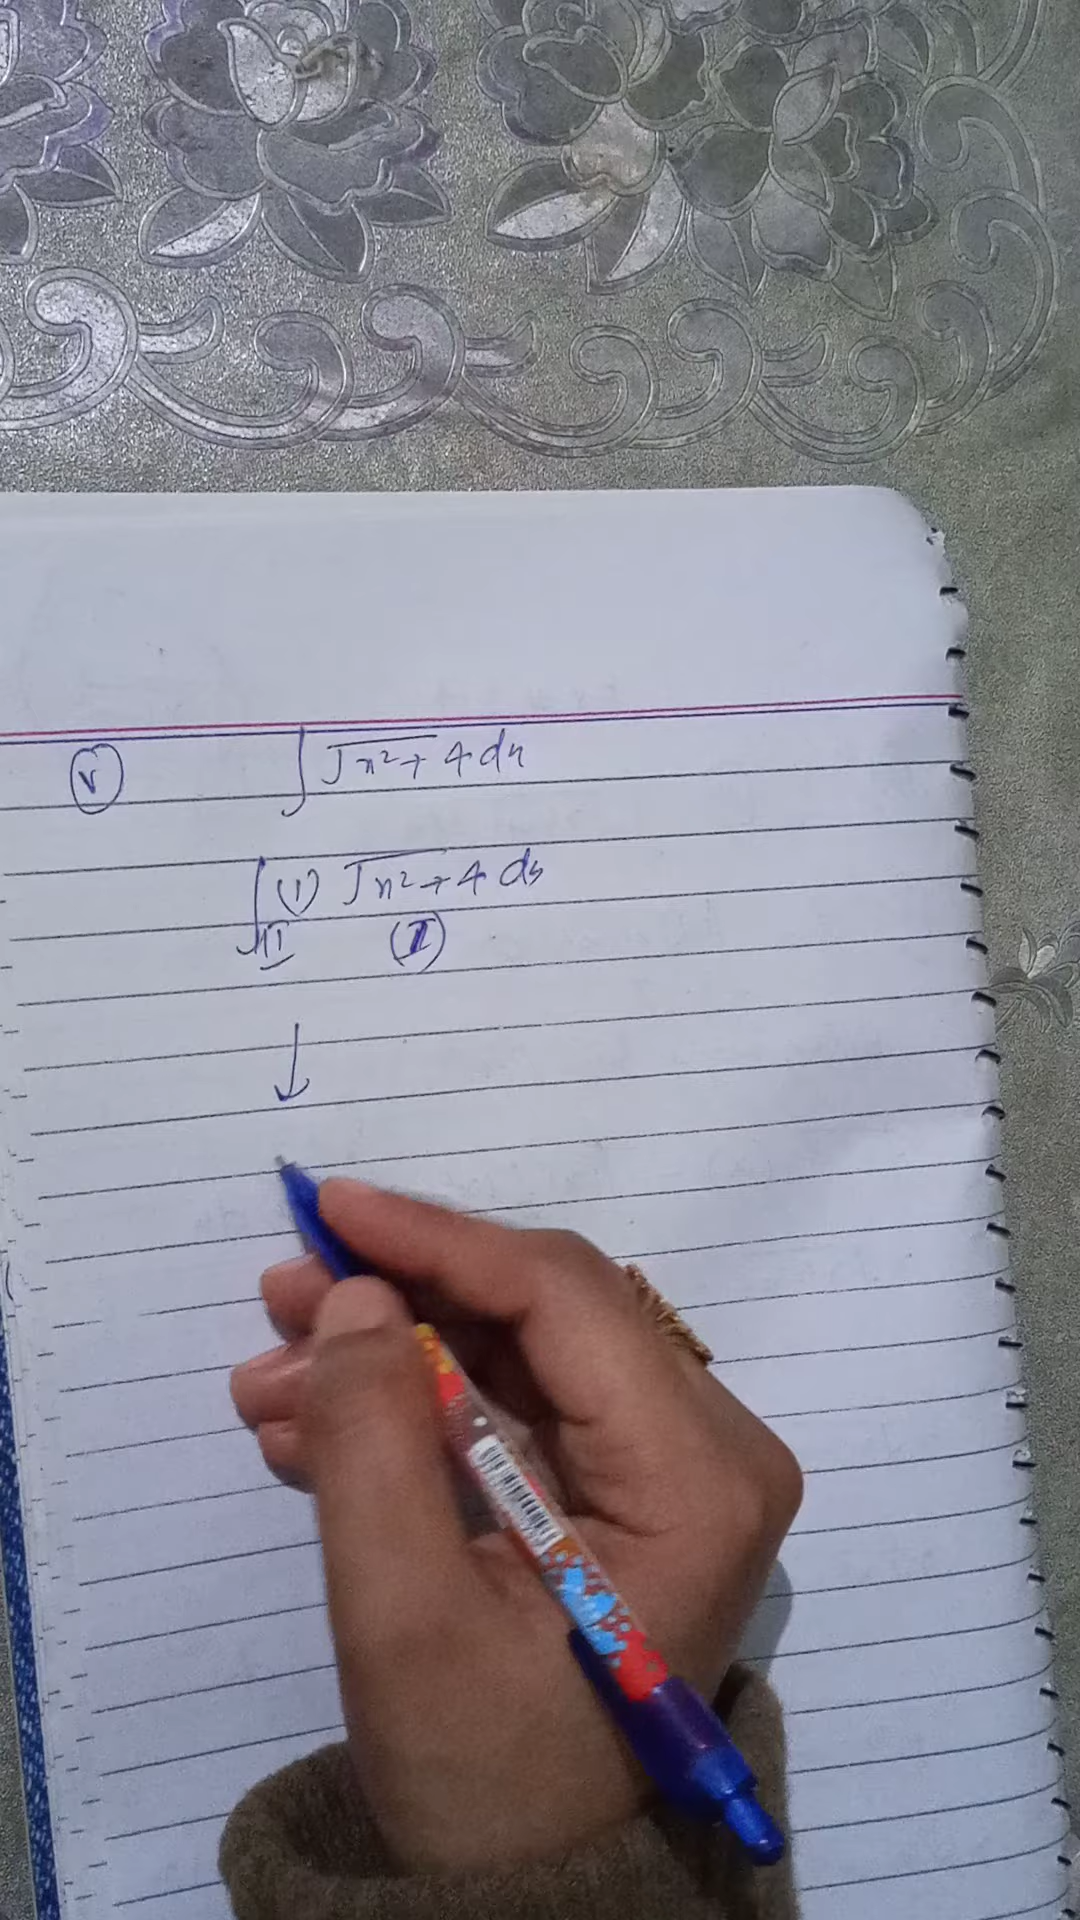 (v) ∫ √x²+4 dx
∫ (1) √x²+4 dx
II (I)
↓